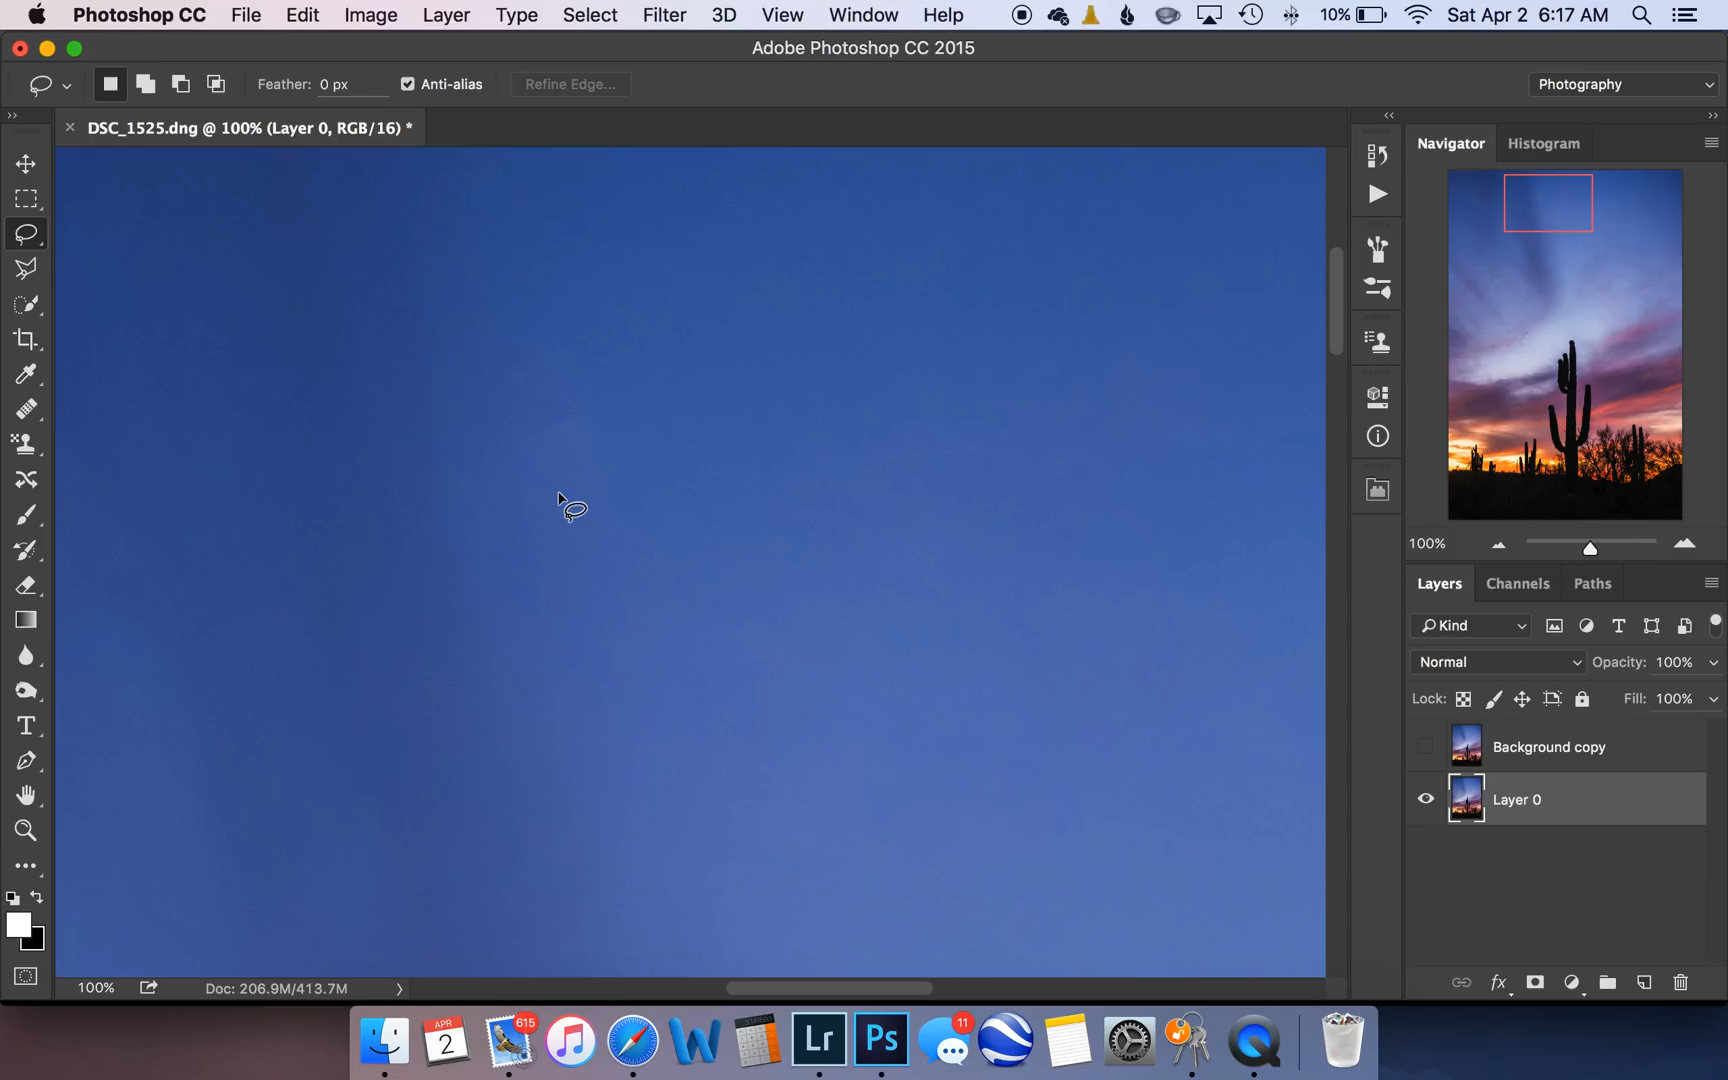 Photoshop CC File Edit Image Layer Type Select Filter 3D View Window Help 10% Sat Apr 2 6:17 AM
Adobe Photoshop CC 2015
Feather: 0 px Anti-alias Refine Edge... Photography
DSC_1525.dng @ 100% (Layer 0, RGB/16) *
Navigator Histogram
100%
Layers Channels Paths
Kind
Normal Opacity: 100%
Lock: Fill: 100%
Background copy
Layer 0
fx
100% Doc: 206.9M/413.7M
APR
2
615
W
Lr
Ps
11